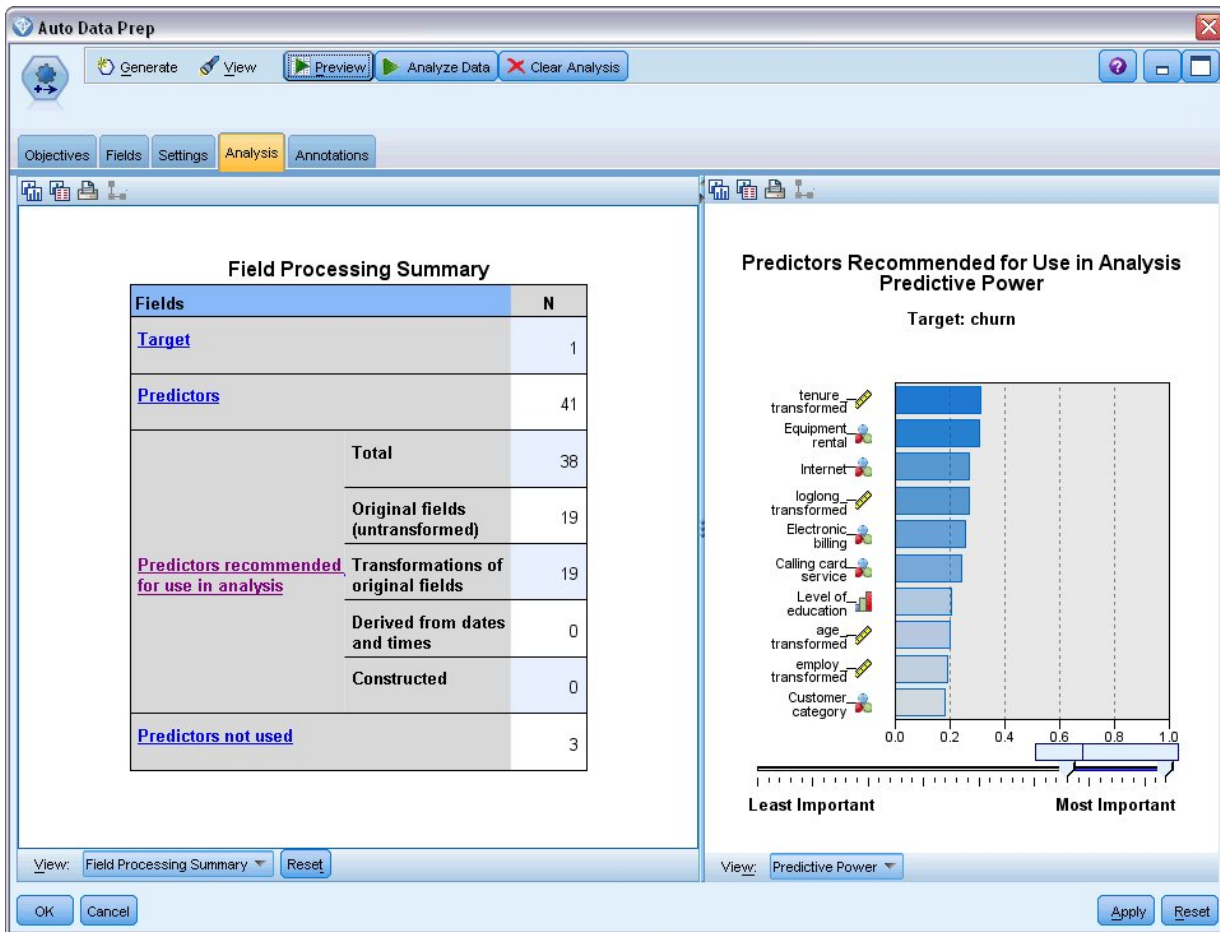 Auto Data Prep
Generate View Preview Analyze Data Clear Analysis
Objectives Fields Settings Analysis Annotations
Field Processing Summary
Fields N
Target 1
Predictors 41
Predictors recommended
for use in analysis
Total 38
Original fields
(untransformed) 19
Transformations of
original fields 19
Derived from dates
and times 0
Constructed 0
Predictors not used 3
View: Field Processing Summary Reset
Predictors Recommended for Use in Analysis
Predictive Power
Target: churn
tenure_
transformed
Equipment
rental
Internet
loglong_
transformed
Electronic
billing
Calling card
service
Level of
education
age_
transformed
employ_
transformed
Customer
category
0.0 0.2 0.4 0.6 0.8 1.0
Least Important Most Important
View: Predictive Power
OK Cancel Apply Reset